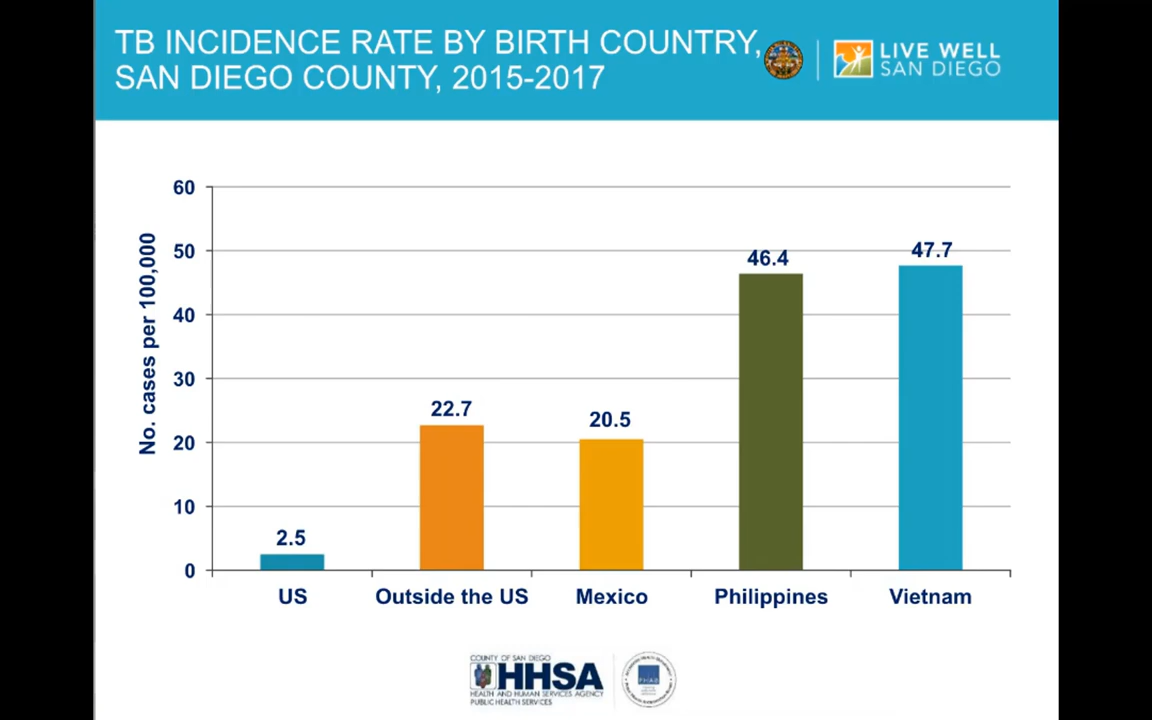 TB INCIDENCE RATE BY BIRTH COUNTRY,
SAN DIEGO COUNTY, 2015-2017
LIVE WELL
SAN DIEGO
No. cases per 100,000
60
50
40
30
20
10
0
2.5
22.7
20.5
46.4
47.7
US
Outside the US
Mexico
Philippines
Vietnam
COUNTY OF SAN DIEGO
HHSA
HEALTH AND HUMAN SERVICES AGENCY
PUBLIC HEALTH SERVICES